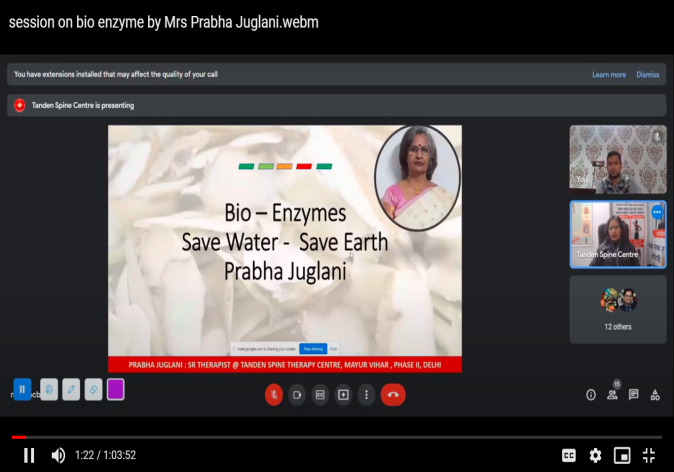 session on bio enzyme by Mrs Prabha Juglani.webm
You have extensions installed that may affect the quality of your call
Learn more
Dismiss
Tanden Spine Centre is presenting
Bio – Enzymes
Save Water - Save Earth
Prabha Juglani
You
Tanden Spine Centre
12 others
meet.google.com is sharing your screen.
Stop sharing
Hide
PRABHA JUGLANI : SR THERAPIST @ TANDEN SPINE THERAPY CENTRE, MAYUR VIHAR , PHASE II, DELHI
15
1:22 / 1:03:52
CC